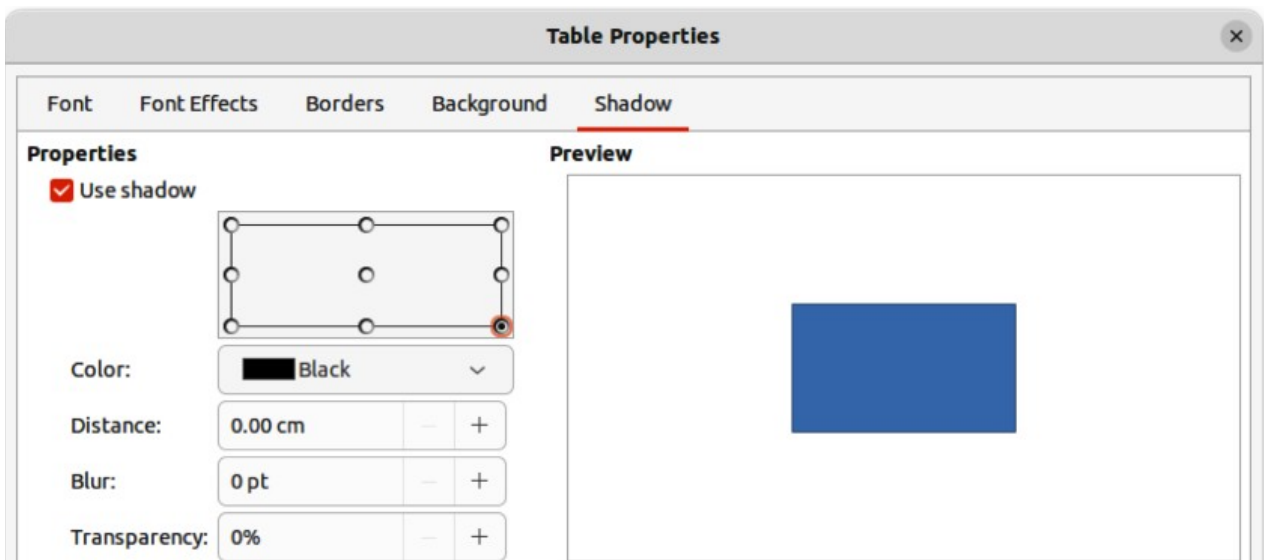 Table Properties
Font Font Effects Borders Background Shadow
Properties
Preview
Use shadow
Color: Black
Distance: 0.00 cm
Blur: 0 pt
Transparency: 0%